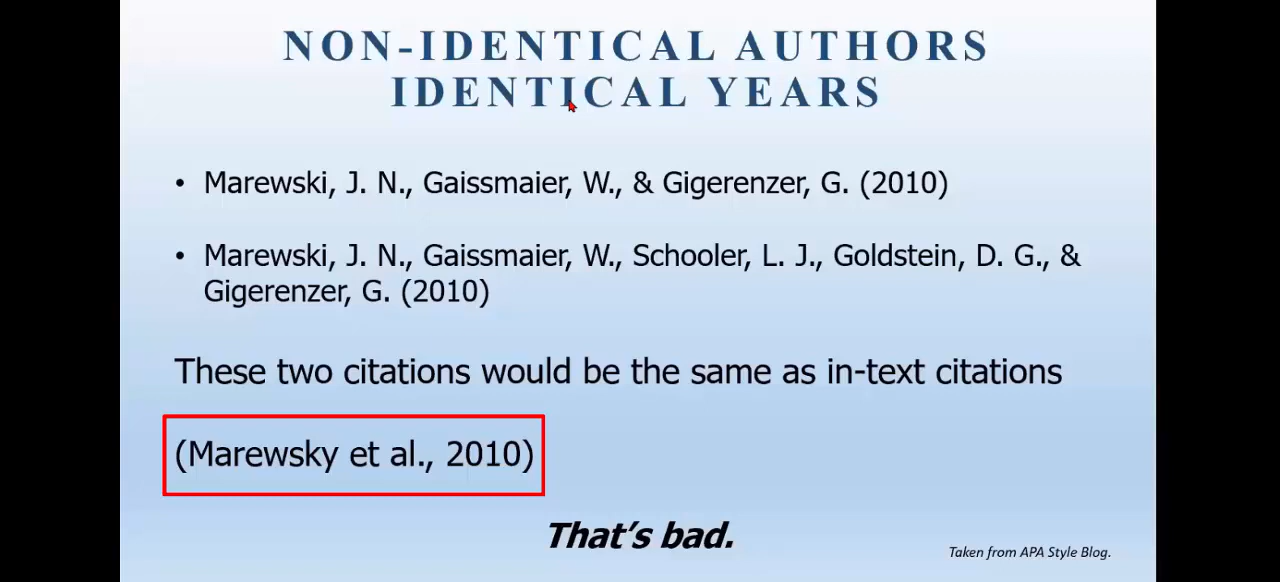 NON-IDENTICAL AUTHORS
IDENTICAL YEARS
• Marewski, J. N., Gaissmaier, W., & Gigerenzer, G. (2010)
• Marewski, J. N., Gaissmaier, W., Schooler, L. J., Goldstein, D. G., &
Gigerenzer, G. (2010)
These two citations would be the same as in-text citations
(Marewsky et al., 2010)
That's bad.
Taken from APA Style Blog.